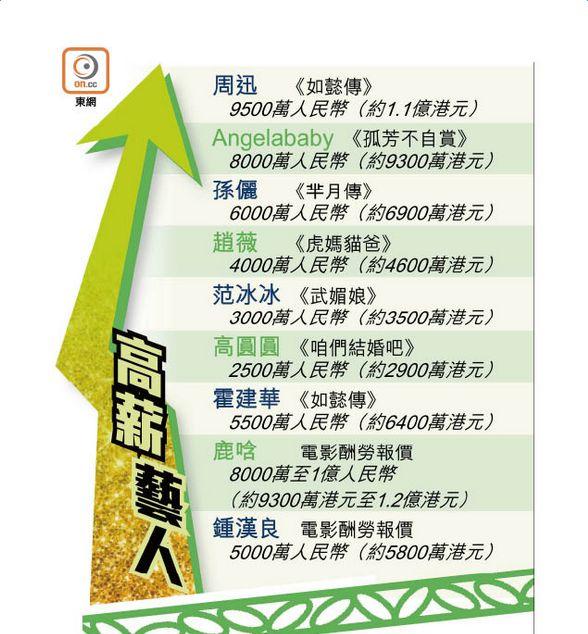 on.cc
東網
周迅 《如懿傳》
9500萬人民幣（約1.1億港元）
Angelababy 《孤芳不自賞》
8000萬人民幣（約9300萬港元）
孫儷 《羋月傳》
6000萬人民幣（約6900萬港元）
趙薇 《虎媽貓爸》
4000萬人民幣（約4600萬港元）
范冰冰 《武媚娘》
3000萬人民幣（約3500萬港元）
高圓圓 《咱們結婚吧》
2500萬人民幣（約2900萬港元）
霍建華 《如懿傳》
5500萬人民幣（約6400萬港元）
鹿晗 電影酬勞報價
8000萬至1億人民幣
（約9300萬港元至1.2億港元）
鍾漢良 電影酬勞報價
5000萬人民幣（約5800萬港元）
高薪藝人